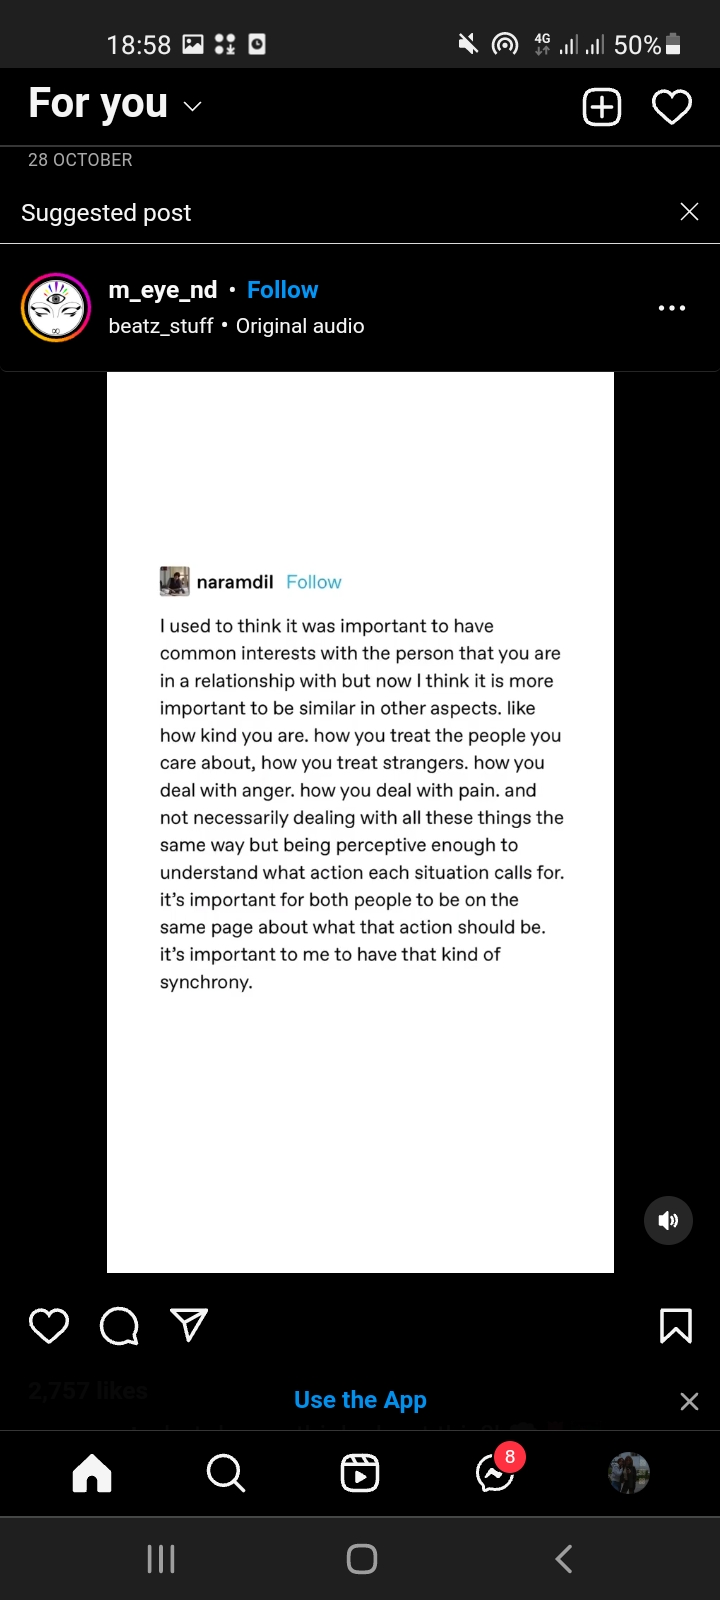 18:58 4G 50%
For you
28 OCTOBER
Suggested post
m_eye_nd • Follow
beatz_stuff • Original audio
naramdil Follow
I used to think it was important to have
common interests with the person that you are
in a relationship with but now I think it is more
important to be similar in other aspects. like
how kind you are. how you treat the people you
care about, how you treat strangers. how you
deal with anger. how you deal with pain. and
not necessarily dealing with all these things the
same way but being perceptive enough to
understand what action each situation calls for.
it's important for both people to be on the
same page about what that action should be.
it's important to me to have that kind of
synchrony.
2,757 likes
Use the App
8